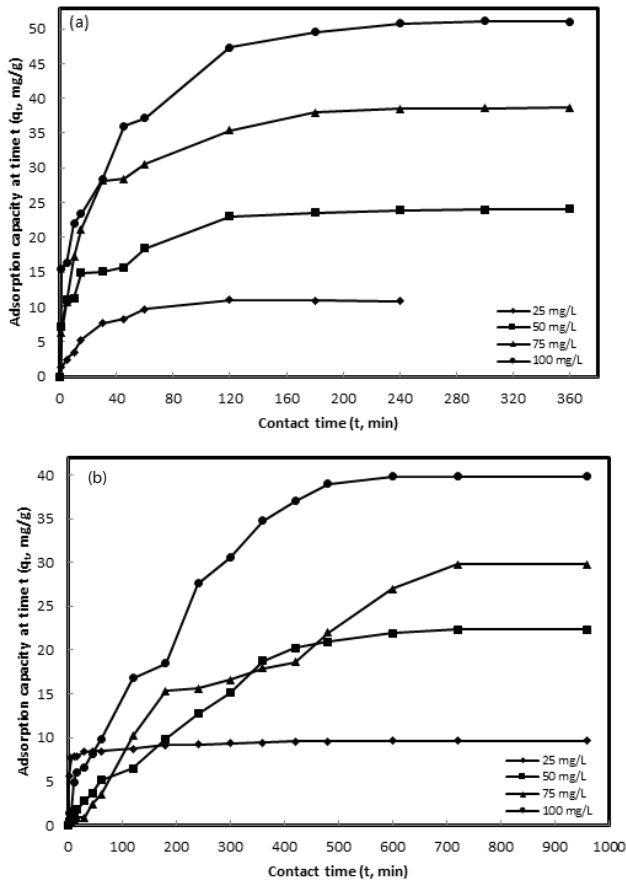 (a)
Adsorption capacity at time t (qt, mg/g)
50
45
40
35
30
25
20
15
10
5
0
25 mg/L
50 mg/L
75 mg/L
100 mg/L
0 40 80 120 160 200 240 280 320 360
Contact time (t, min)
(b)
Adsorption capacity at time t (qt, mg/g)
40
35
30
25
20
15
10
5
0
25 mg/L
50 mg/L
75 mg/L
100 mg/L
0 100 200 300 400 500 600 700 800 900 1000
Contact time (t, min)